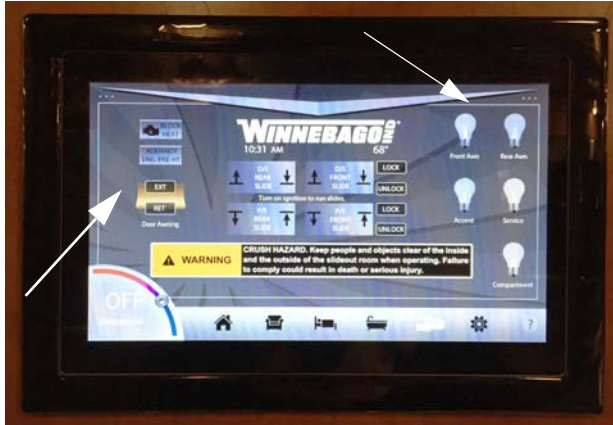 BLOCK
HEAT
WINNEBAGO IND
10:31 AM
68°
Front Awn
Rear Awn
ENG PRE HT
D/S
REAR
SLIDE
D/S
FRONT
SLIDE
LOCK
UNLOCK
EXT
RET
Door Awning
Turn on ignition to run slides.
P/S
REAR
SLIDE
P/S
FRONT
SLIDE
LOCK
UNLOCK
Accent
Service
WARNING
CRUSH HAZARD. Keep people and objects clear of the inside
and the outside of the slideout room when operating. Failure
to comply could result in death or serious injury.
Compartment
OFF
?